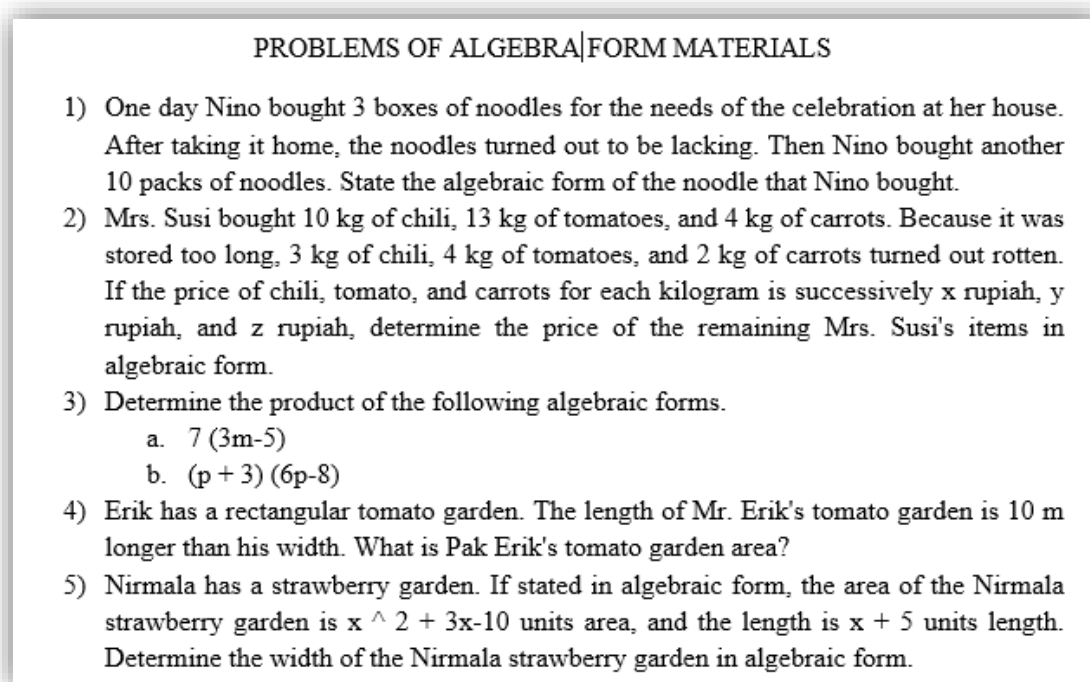 PROBLEMS OF ALGEBRA FORM MATERIALS
1) One day Nino bought 3 boxes of noodles for the needs of the celebration at her house.
After taking it home, the noodles turned out to be lacking. Then Nino bought another
10 packs of noodles. State the algebraic form of the noodle that Nino bought.
2) Mrs. Susi bought 10 kg of chili, 13 kg of tomatoes, and 4 kg of carrots. Because it was
stored too long, 3 kg of chili, 4 kg of tomatoes, and 2 kg of carrots turned out rotten.
If the price of chili, tomato, and carrots for each kilogram is successively x rupiah, y
rupiah, and z rupiah, determine the price of the remaining Mrs. Susi's items in
algebraic form.
3) Determine the product of the following algebraic forms.
a. 7 (3m-5)
b. (p + 3) (6p-8)
4) Erik has a rectangular tomato garden. The length of Mr. Erik's tomato garden is 10 m
longer than his width. What is Pak Erik's tomato garden area?
5) Nirmala has a strawberry garden. If stated in algebraic form, the area of the Nirmala
strawberry garden is x ^ 2 + 3x-10 units area, and the length is x + 5 units length.
Determine the width of the Nirmala strawberry garden in algebraic form.